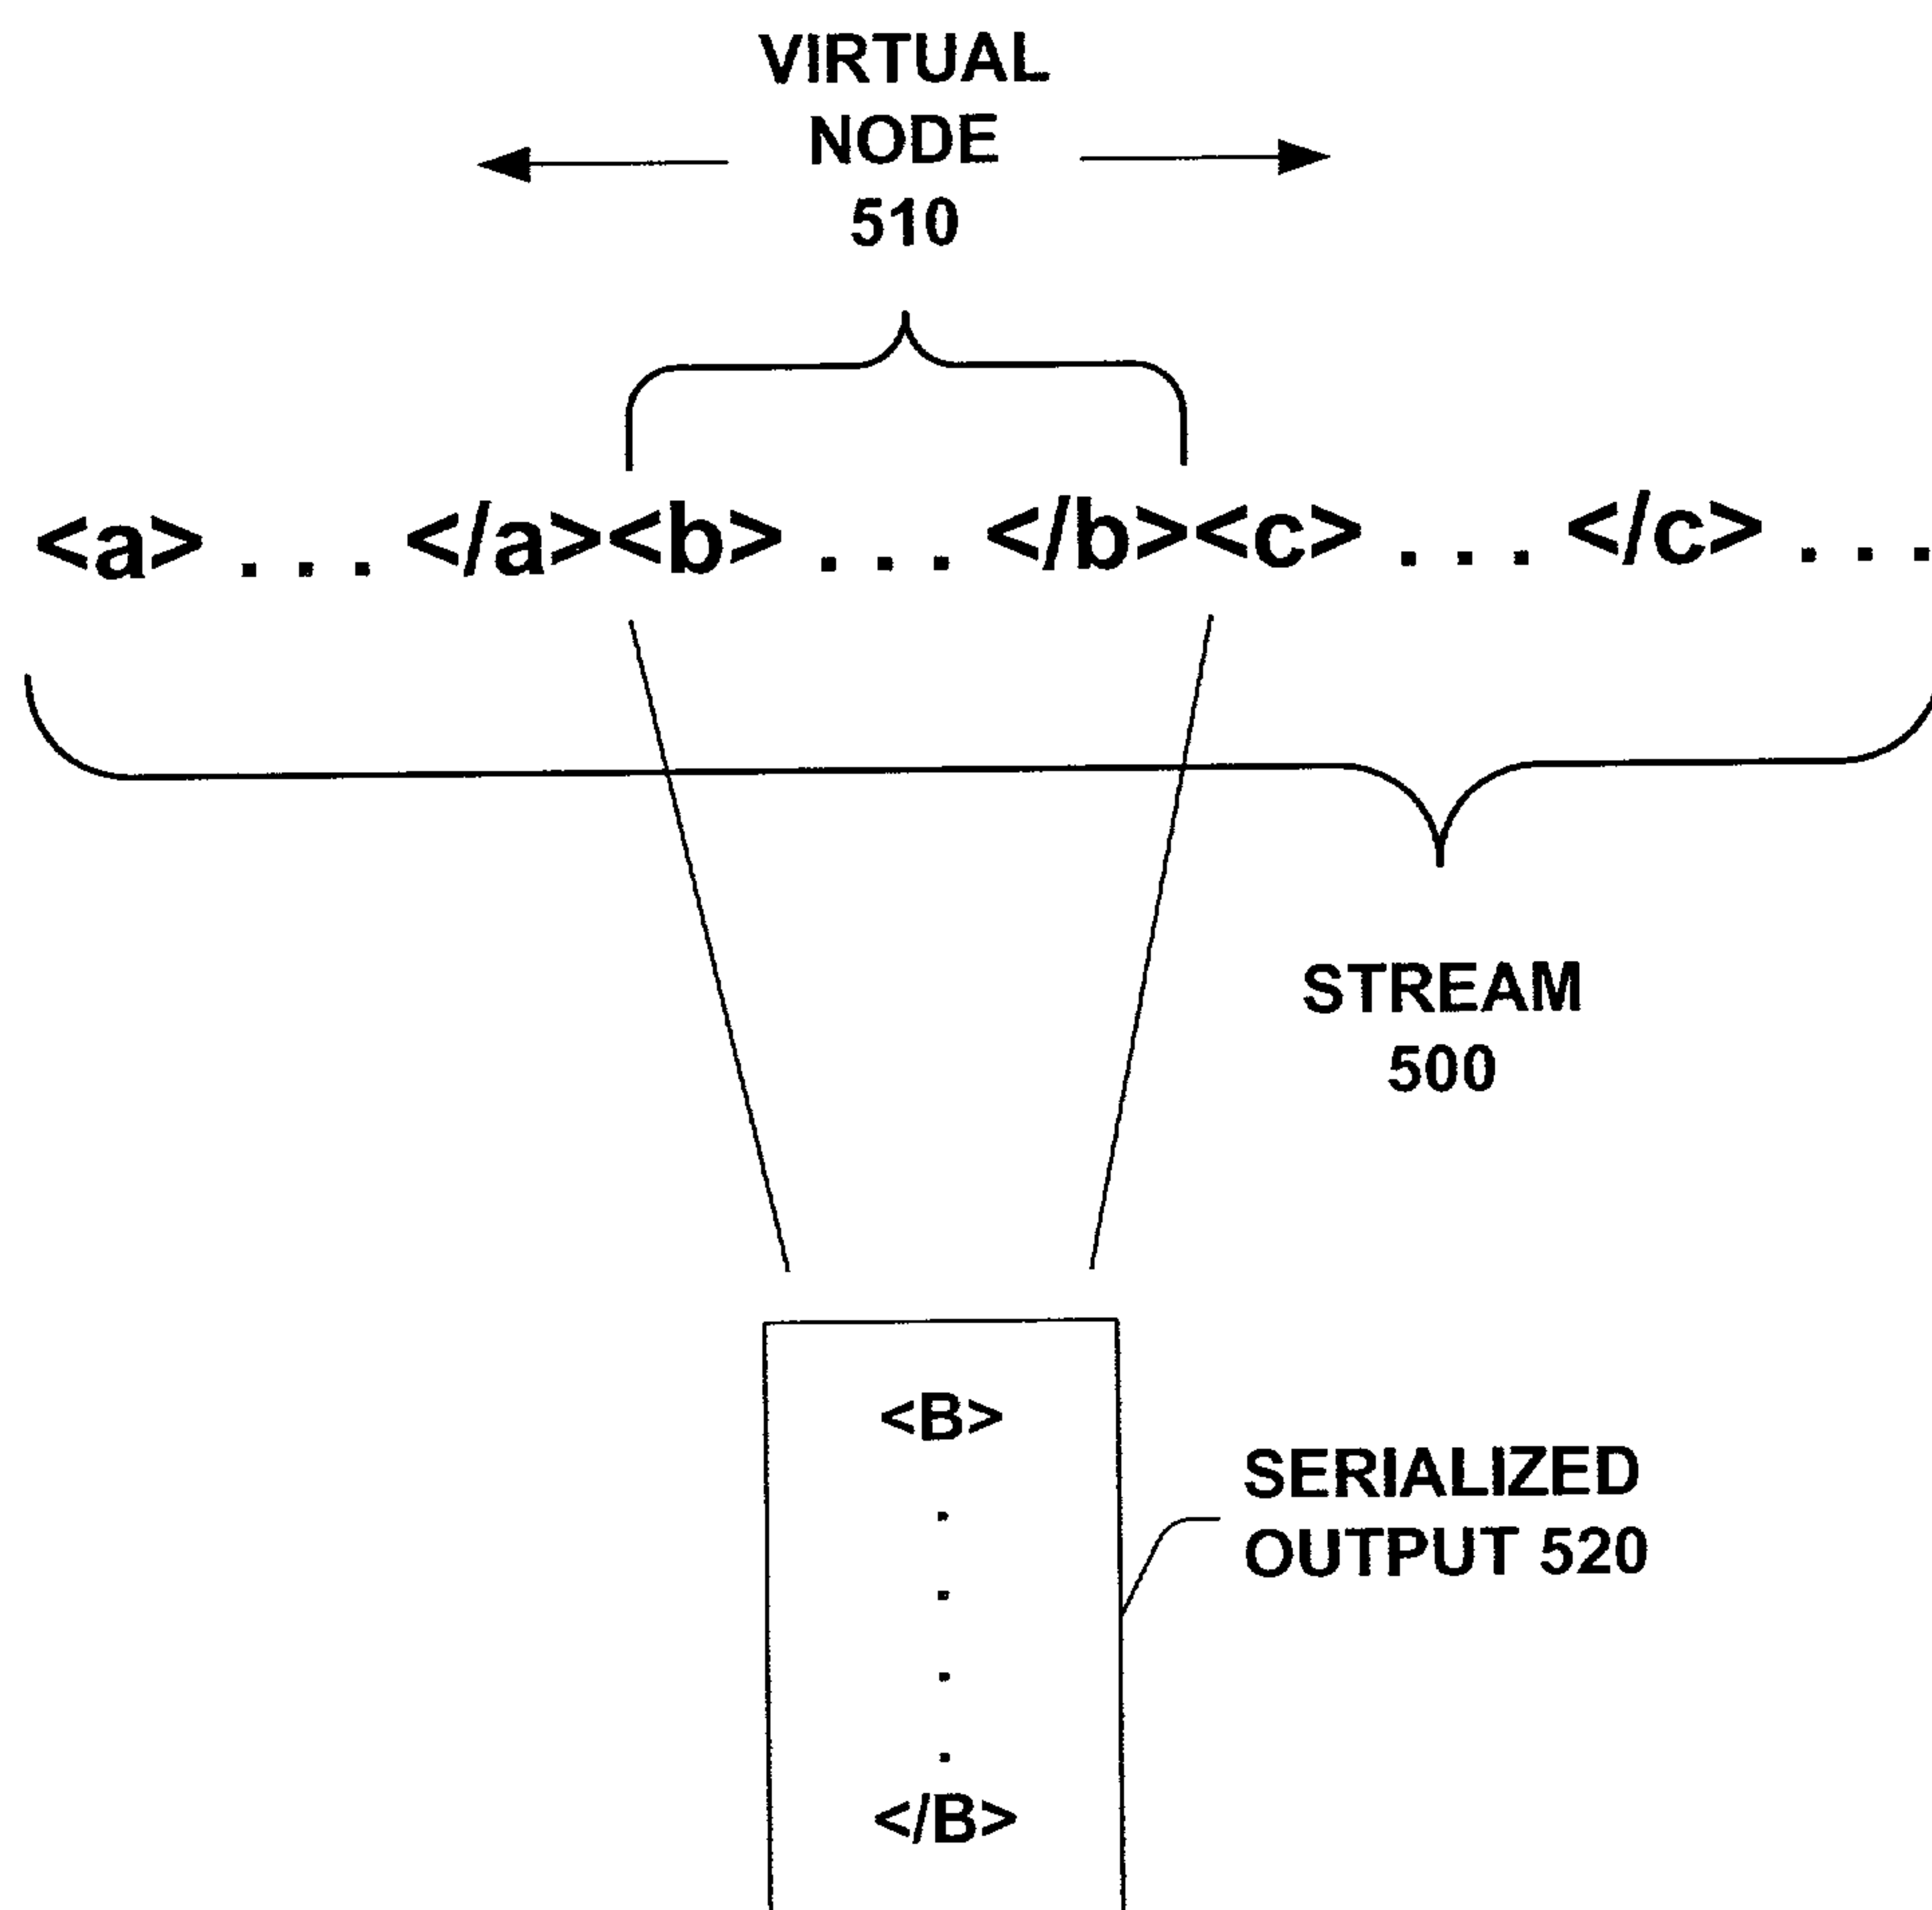 VIRTUAL
NODE
510
<a> . . . </a><b> . . . </b><c> . . . </c> . . .
STREAM
500
<B>
.
.
.
.
</B>
SERIALIZED
OUTPUT 520